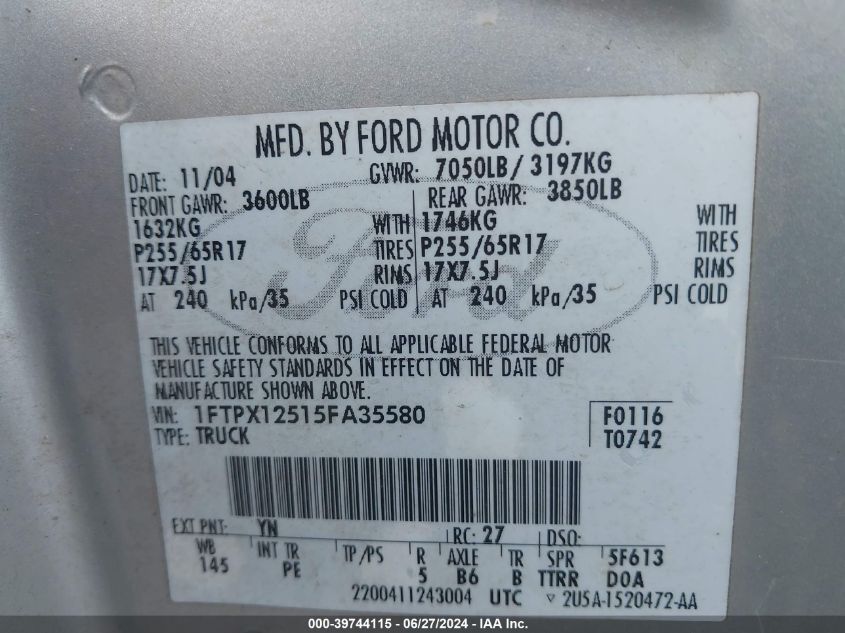 MFD. BY FORD MOTOR CO.
DATE: 11/04 GVWR: 7050LB/ 3197KG
FRONT GAWR: 3600LB REAR GAWR: 3850LB
1632KG WITH 1746KG WITH
P255/65R17 TIRES P255/65R17 TIRES
17X7.5J RIMS 17X7.5J RIMS
AT 240 kPa/35 PSI COLD AT 240 kPa/35 PSI COLD
Ford
THIS VEHICLE CONFORMS TO ALL APPLICABLE FEDERAL MOTOR
VEHICLE SAFETY STANDARDS IN EFFECT ON THE DATE OF
MANUFACTURE SHOWN ABOVE.
VIN: 1FTPX12515FA35580 F0116
TYPE: TRUCK T0742
EXT PNT: YN RC: 27 DSO:
WB INT TR TP/PS R AXLE TR SPR 5F613
145 PE 5 B6 B TTRR DOA
2200411243004 UTC ▽ 2U5A-1520472-AA
000-39744115 - 06/27/2024 - IAA Inc.